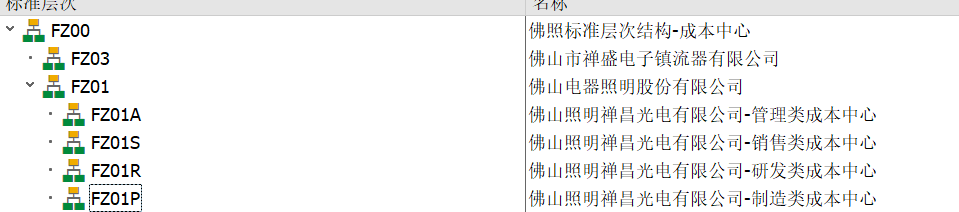 标准层次 名称
FZ00 佛照标准层次结构-成本中心
FZ03 佛山市禅盛电子镇流器有限公司
FZ01 佛山电器照明股份有限公司
FZ01A 佛山照明禅昌光电有限公司-管理类成本中心
FZ01S 佛山照明禅昌光电有限公司-销售类成本中心
FZ01R 佛山照明禅昌光电有限公司-研发类成本中心
FZ01P 佛山照明禅昌光电有限公司-制造类成本中心